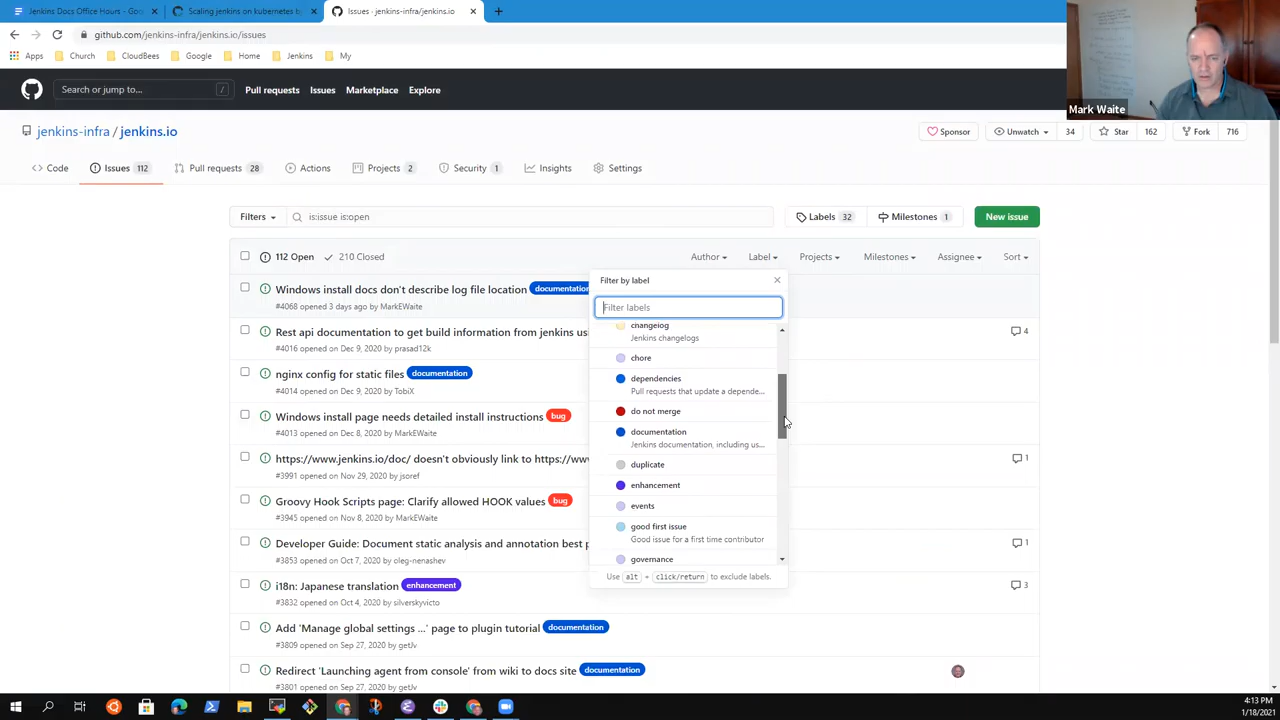 Jenkins Docs Office Hours - Goo
Scaling jenkins on kubernetes b
Issues · jenkins-infra/jenkins.io
github.com/jenkins-infra/jenkins.io/issues
Apps
Church
CloudBees
Google
Home
Jenkins
My
Mark Waite
Search or jump to...
/
Pull requests
Issues
Marketplace
Explore
jenkins-infra / jenkins.io
Sponsor
Unwatch
34
Star
162
Fork
716
Code
Issues 112
Pull requests 28
Actions
Projects 2
Security 1
Insights
Settings
Filters
is:issue is:open
Labels 32
Milestones 1
New issue
112 Open
210 Closed
Author
Label
Projects
Milestones
Assignee
Sort
Filter by label
Filter labels
changelog
Jenkins changelogs
chore
dependencies
Pull requests that update a depende...
do not merge
documentation
Jenkins documentation, including us...
duplicate
enhancement
events
good first issue
Good issue for a first time contributor
governance
Use alt + click/return to exclude labels.
Windows install docs don't describe log file location documentation
#4068 opened 3 days ago by MarkEWaite
Rest api documentation to get build information from jenkins us
4
#4016 opened on Dec 9, 2020 by prasad12k
nginx config for static files documentation
#4014 opened on Dec 9, 2020 by TobiX
Windows install page needs detailed install instructions bug
#4013 opened on Dec 8, 2020 by MarkEWaite
https://www.jenkins.io/doc/ doesn't obviously link to https://ww
1
#3991 opened on Nov 29, 2020 by jsoref
Groovy Hook Scripts page: Clarify allowed HOOK values bug
#3945 opened on Nov 8, 2020 by MarkEWaite
Developer Guide: Document static analysis and annotation best p
1
#3853 opened on Oct 7, 2020 by oleg-nenashev
i18n: Japanese translation enhancement
3
#3832 opened on Oct 4, 2020 by silverskyvicto
Add 'Manage global settings ...' page to plugin tutorial documentation
#3809 opened on Sep 27, 2020 by getJv
Redirect 'Launching agent from console' from wiki to docs site documentation
#3801 opened on Sep 27, 2020 by getJv
4:13 PM
1/18/2021